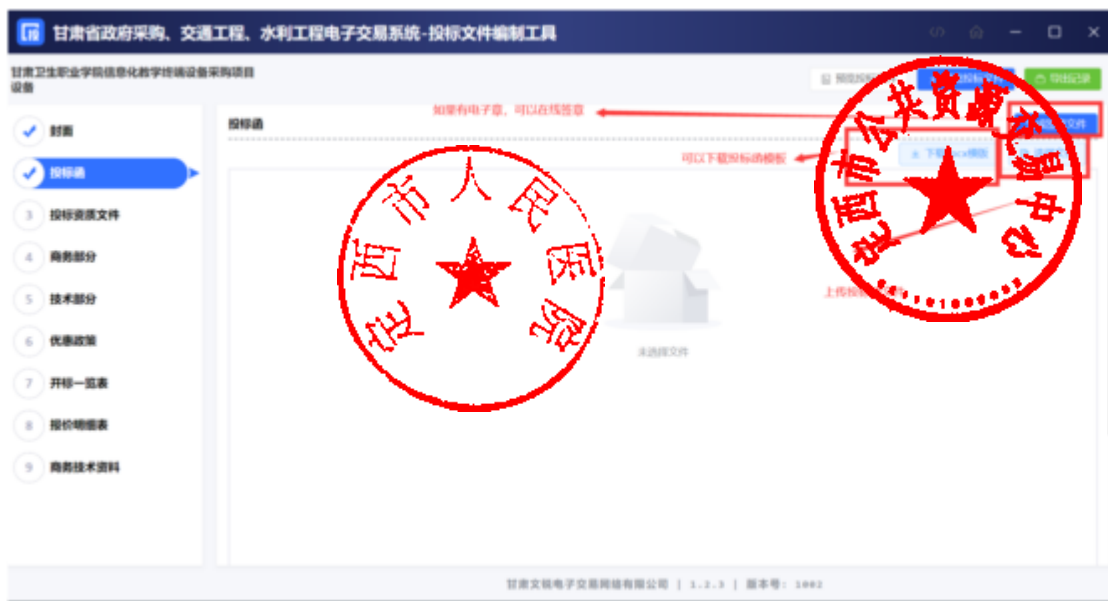 甘肃省政府采购、交通工程、水利工程电子交易系统-投标文件编制工具
甘肃卫生职业学院信息化教学终端设备采购项目
设备
导出记录
如果有电子章，可以在线签章
投标函
可以下载投标函模板
封面
投标函
3 投标资质文件
4 商务部分
5 技术部分
6 优惠政策
7 开标一览表
8 报价明细表
9 商务技术资料
未选择文件
定西市人民医院
定西市公共资源交易中心
甘肃文锐电子交易网络有限公司 | 1.2.3 | 版本号: 1002